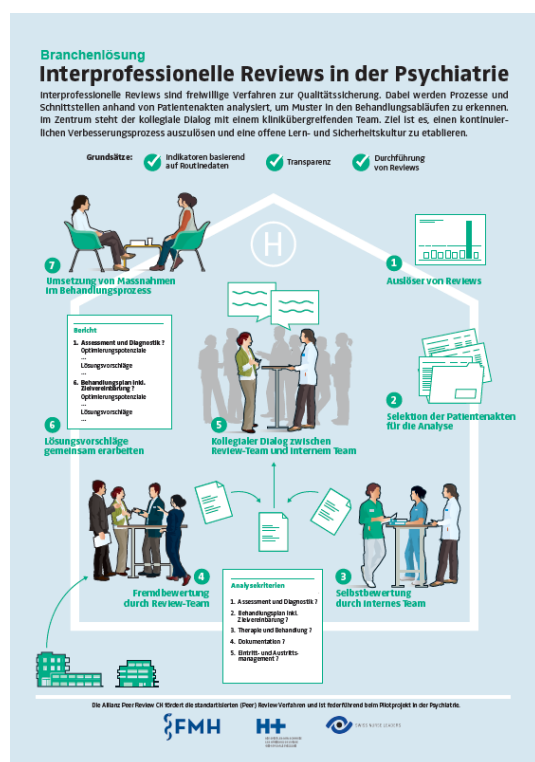 Branchenlösung
Interprofessionelle Reviews in der Psychiatrie
Interprofessionelle Reviews sind freiwillige Verfahren zur Qualitätssicherung. Dabei werden Prozesse und
Schnittstellen anhand von Patientenakten analysiert, um Muster in den Behandlungsabläufen zu erkennen.
Im Zentrum steht der kollegiale Dialog mit einem klinikübergreifenden Team. Ziel ist es, einen kontinuier-
lichen Verbesserungsprozess auszulösen und eine offene Lern- und Sicherheitskultur zu etablieren.
Grundsätze:
Indikatoren basierend
auf Routinedaten
Transparenz
Durchführung
von Reviews
H
1
Auslöser von Reviews
2
Selektion der Patientenakten
für die Analyse
3
Selbstbewertung
durch Internes Team
4
Fremdbewertung
durch Review-Team
5
Kollegialer Dialog zwischen
Review-Team und Internem Team
6
Lösungsvorschläge
gemeinsam erarbeiten
7
Umsetzung von Massnahmen
im Behandlungsprozess
Bericht
1. Assessment und Diagnostik ?
Optimierungspotenziale
...
Lösungsvorschläge
...
6. Behandlungsplan inkl.
Zielvereinbarung ?
Optimierungspotenziale
...
Lösungsvorschläge
...
Analysekriterien
1. Assessment und Diagnostik ?
2. Behandlungsplan inkl.
Zielvereinbarung ?
3. Therapie und Behandlung ?
4. Dokumentation ?
5. Eintritts- und Austritts-
management ?
Die Allianz Peer Review CH fördert die standartisierten (Peer) Review Verfahren und ist federführend beim Pilotprojekt in der Psychiatrie.
FMH
H+
SWISS NURSE LEADERS